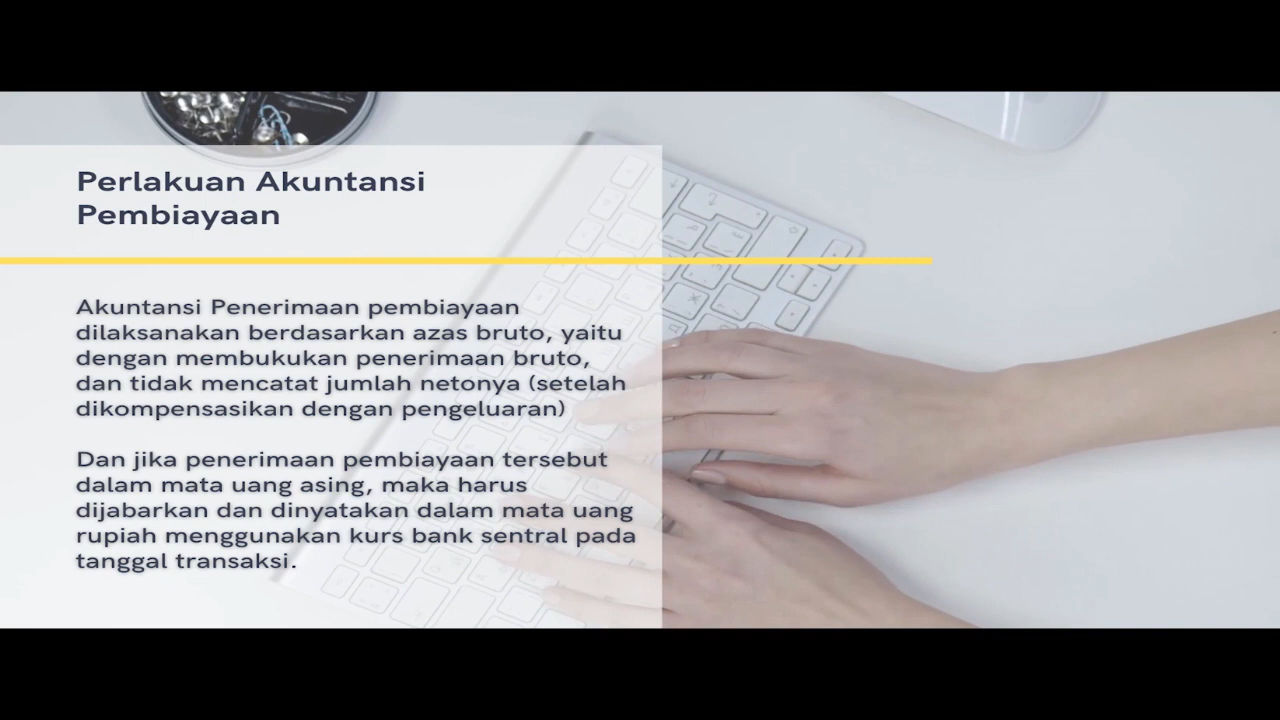 Perlakuan Akuntansi
Pembiayaan
Akuntansi Penerimaan pembiayaan
dilaksanakan berdasarkan azas bruto, yaitu
dengan membukukan penerimaan bruto,
dan tidak mencatat jumlah netonya (setelah
dikompensasikan dengan pengeluaran)
Dan jika penerimaan pembiayaan tersebut
dalam mata uang asing, maka harus
dijabarkan dan dinyatakan dalam mata uang
rupiah menggunakan kurs bank sentral pada
tanggal transaksi.